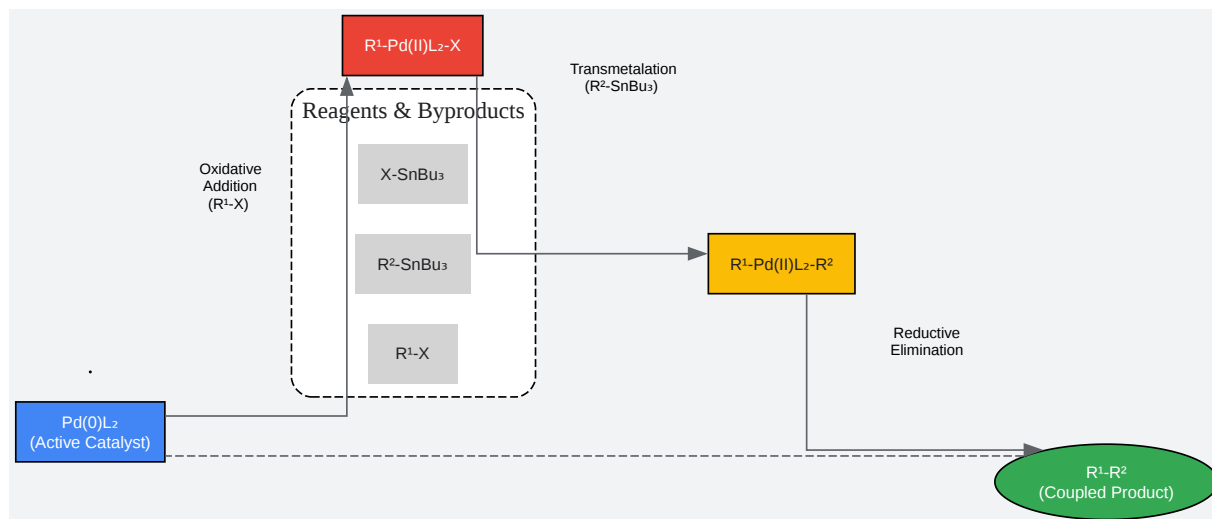 R¹-Pd(II)L₂-X
Transmetalation
(R²-SnBu₃)
Reagents & Byproducts
X-SnBu₃
Oxidative
Addition
(R¹-X)
R²-SnBu₃
R¹-Pd(II)L₂-R²
R¹-X
Reductive
Elimination
Pd(0)L₂
(Active Catalyst)
R¹-R²
(Coupled Product)